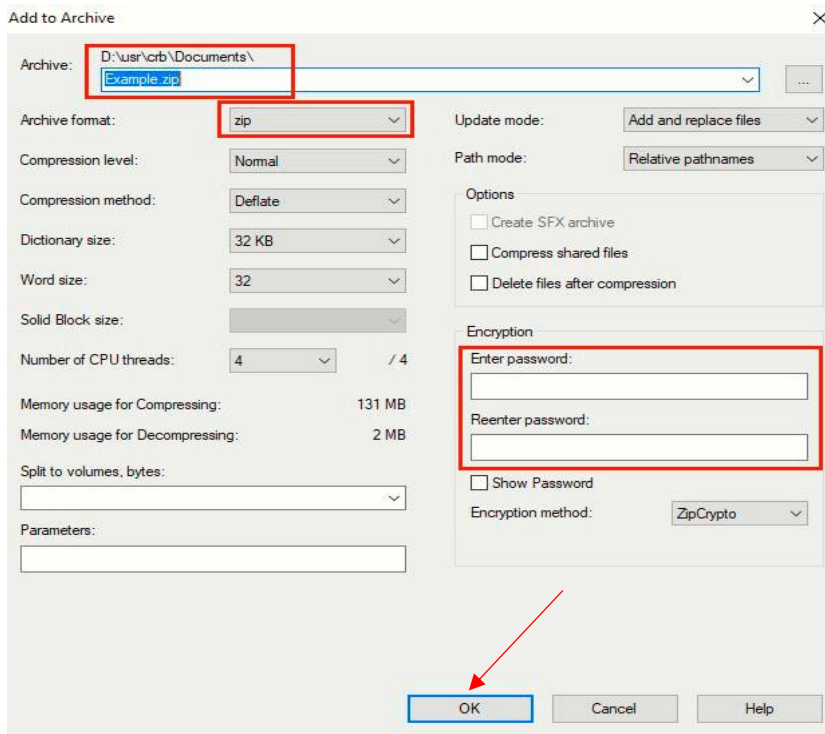 Add to Archive
Archive:
D:\usr\crb\Documents\
Example.zip
...
Archive format:
zip
Compression level:
Normal
Compression method:
Deflate
Dictionary size:
32 KB
Word size:
32
Solid Block size:
Number of CPU threads:
4
/ 4
Memory usage for Compressing:
131 MB
Memory usage for Decompressing:
2 MB
Split to volumes, bytes:
Parameters:
Update mode:
Add and replace files
Path mode:
Relative pathnames
Options
Create SFX archive
Compress shared files
Delete files after compression
Encryption
Enter password:
Reenter password:
Show Password
Encryption method:
ZipCrypto
OK
Cancel
Help